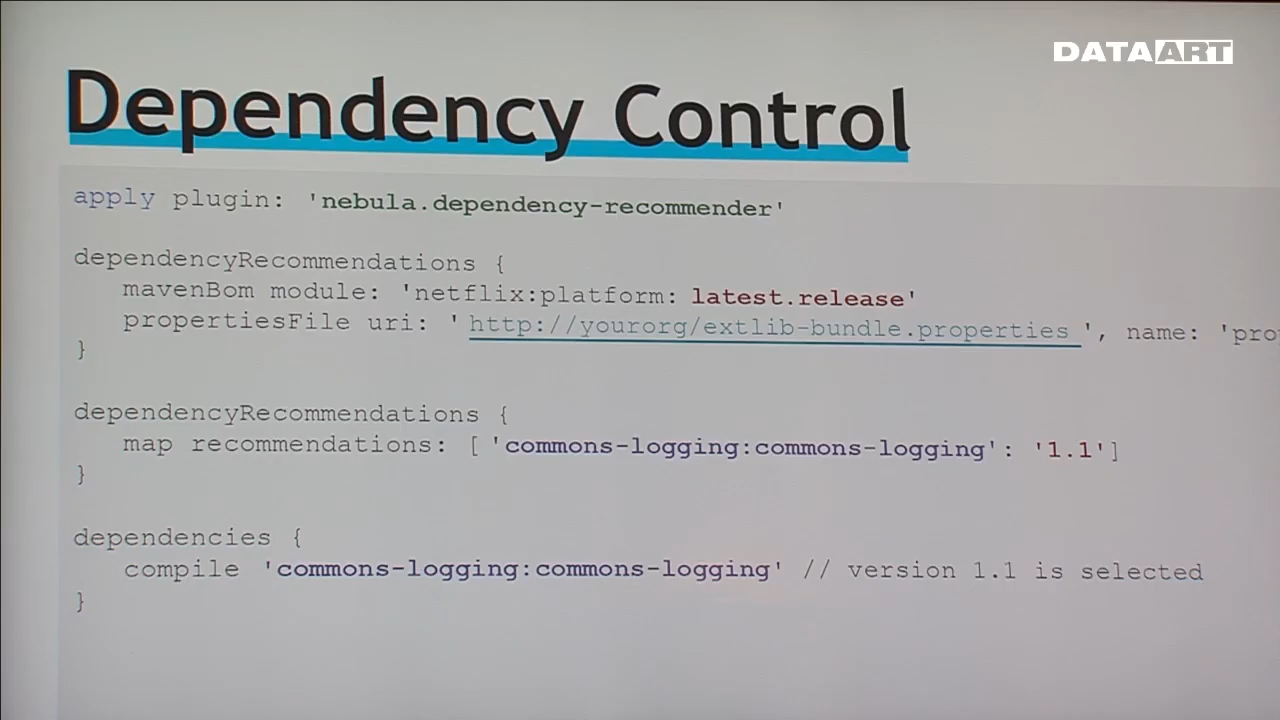 DATAART
Dependency Control
apply plugin: 'nebula.dependency-recommender'
dependencyRecommendations {
mavenBom module: 'netflix:platform: latest.release'
propertiesFile uri: ' http://yourorg/extlib-bundle.properties ', name: 'pro
}
dependencyRecommendations {
map recommendations: [ 'commons-logging:commons-logging': '1.1']
}
dependencies {
compile 'commons-logging:commons-logging' // version 1.1 is selected
}